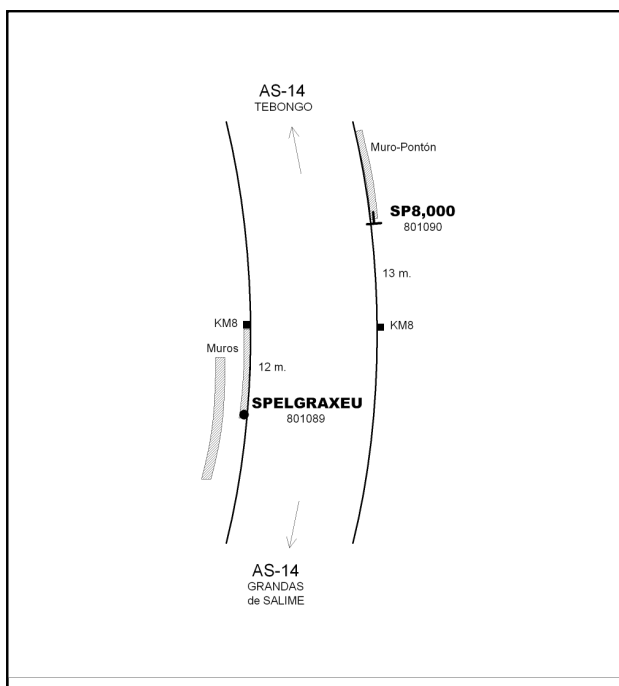 AS-14
TEBONGO
Muro-Pontón
SP8,000
801090
13 m.
KM8
KM8
Muros
12 m.
SPELGRAXEU
801089
AS-14
GRANDAS
de SALIME